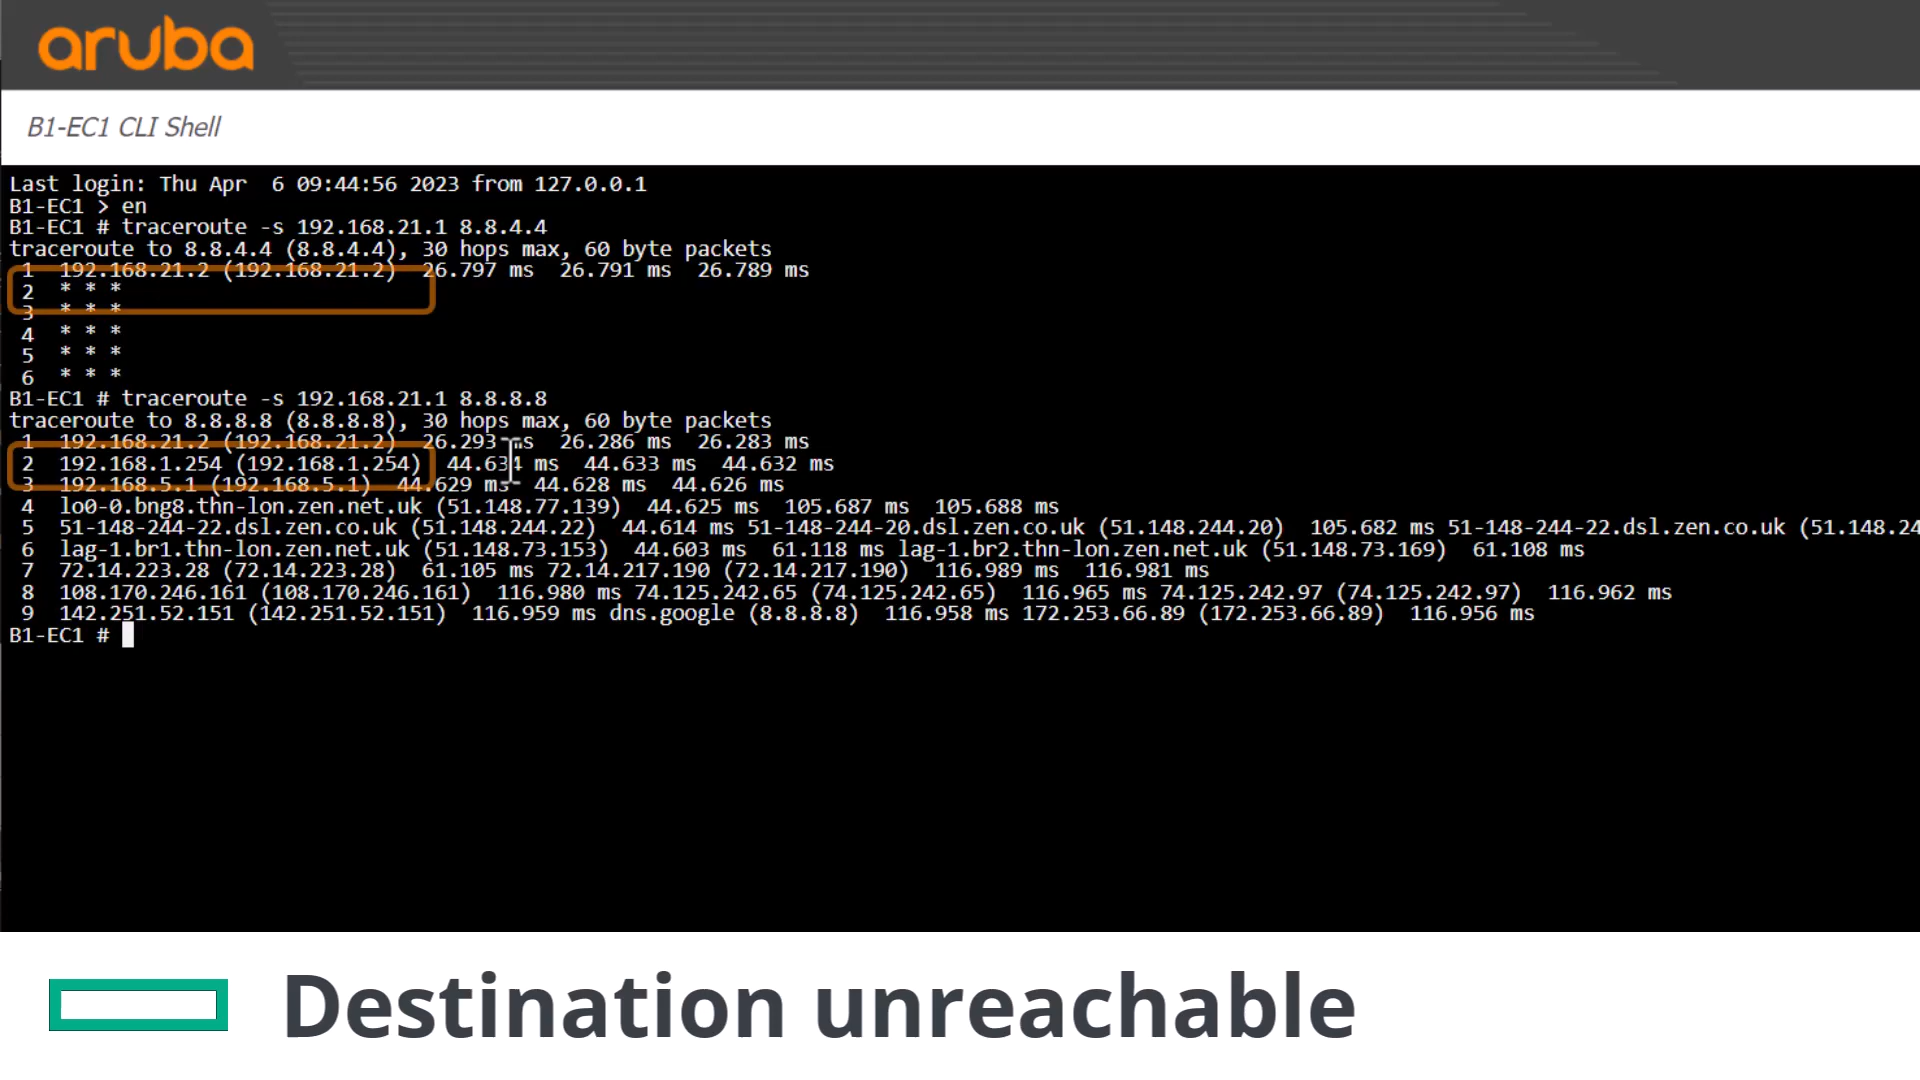 aruba
B1-EC1 CLI Shell
Last login: Thu Apr  6 09:44:56 2023 from 127.0.0.1
B1-EC1 > en
B1-EC1 # traceroute -s 192.168.21.1 8.8.4.4
traceroute to 8.8.4.4 (8.8.4.4), 30 hops max, 60 byte packets
1  192.168.21.2 (192.168.21.2)  26.797 ms  26.791 ms  26.789 ms
2  * * *
3  * * *
4  * * *
5  * * *
6  * * *
B1-EC1 # traceroute -s 192.168.21.1 8.8.8.8
traceroute to 8.8.8.8 (8.8.8.8), 30 hops max, 60 byte packets
1  192.168.21.2 (192.168.21.2)  26.293 ms  26.286 ms  26.283 ms
2  192.168.1.254 (192.168.1.254)  44.634 ms  44.633 ms  44.632 ms
3  192.168.5.1 (192.168.5.1)  44.629 ms  44.628 ms  44.626 ms
4  lo0-0.bng8.thn-lon.zen.net.uk (51.148.77.139)  44.625 ms  105.687 ms  105.688 ms
5  51-148-244-22.dsl.zen.co.uk (51.148.244.22)  44.614 ms 51-148-244-20.dsl.zen.co.uk (51.148.244.20)  105.682 ms 51-148-244-22.dsl.zen.co.uk (51.148.24
6  lag-1.br1.thn-lon.zen.net.uk (51.148.73.153)  44.603 ms  61.118 ms lag-1.br2.thn-lon.zen.net.uk (51.148.73.169)  61.108 ms
7  72.14.223.28 (72.14.223.28)  61.105 ms 72.14.217.190 (72.14.217.190)  116.989 ms  116.981 ms
8  108.170.246.161 (108.170.246.161)  116.980 ms 74.125.242.65 (74.125.242.65)  116.965 ms 74.125.242.97 (74.125.242.97)  116.962 ms
9  142.251.52.151 (142.251.52.151)  116.959 ms dns.google (8.8.8.8)  116.958 ms 172.253.66.89 (172.253.66.89)  116.956 ms
B1-EC1 #
Destination unreachable